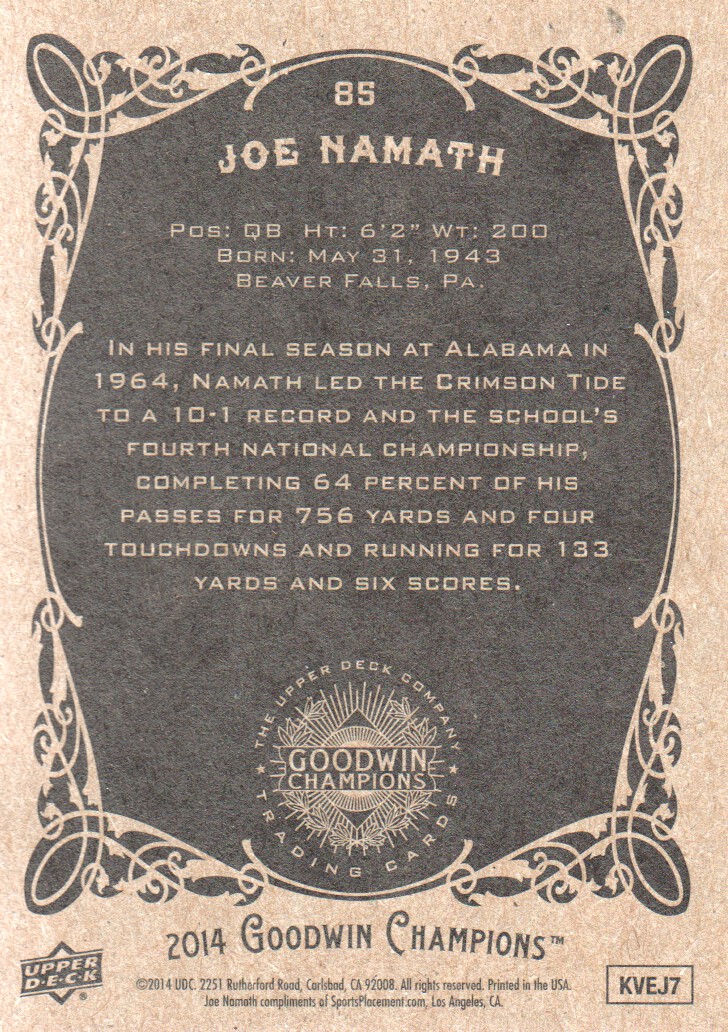 85
JOE NAMATH
POS: QB HT: 6'2" WT: 200
BORN: MAY 31, 1943
BEAVER FALLS, PA.
IN HIS FINAL SEASON AT ALABAMA IN
1964, NAMATH LED THE CRIMSON TIDE
TO A 10-1 RECORD AND THE SCHOOL'S
FOURTH NATIONAL CHAMPIONSHIP,
COMPLETING 64 PERCENT OF HIS
PASSES FOR 756 YARDS AND FOUR
TOUCHDOWNS AND RUNNING FOR 133
YARDS AND SIX SCORES.
THE UPPER DECK COMPANY
GOODWIN
CHAMPIONS
★ TRADING CARDS ★
2014 GOODWIN CHAMPIONS™
UPPER
D·E·C·K®
©2014 UDC. 2251 Rutherford Road, Carlsbad, CA 92008. All rights reserved. Printed in the USA.
Joe Namath compliments of SportsPlacement.com, Los Angeles, CA.
KVEJ7